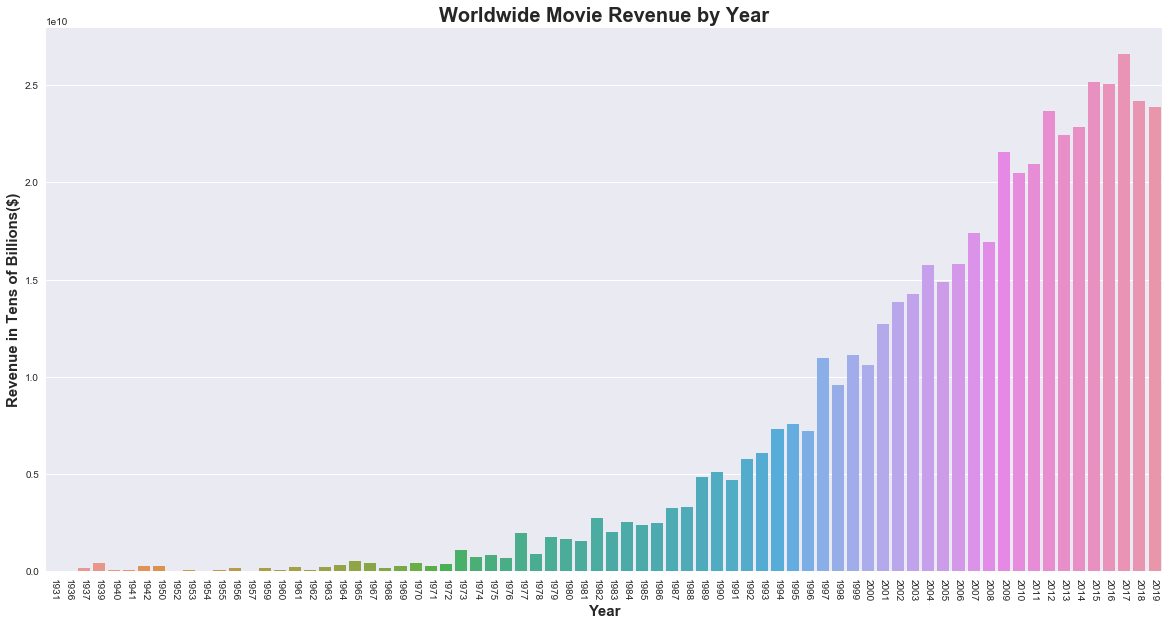 Worldwide Movie Revenue by Year
1e10
Revenue in Tens of Billions($)
2.5
2.0
1.5
1.0
0.5
0.0
1931 1936 1937 1939 1940 1941 1942 1950 1952 1953 1954 1955 1956 1957 1959 1960 1961 1962 1963 1964 1965 1967 1968 1969 1970 1971 1972 1973 1974 1975 1976 1977 1978 1979 1980 1981 1982 1983 1984 1985 1986 1987 1988 1989 1990 1991 1992 1993 1994 1995 1996 1997 1998 1999 2000 2001 2002 2003 2004 2005 2006 2007 2008 2009 2010 2011 2012 2013 2014 2015 2016 2017 2018 2019
Year